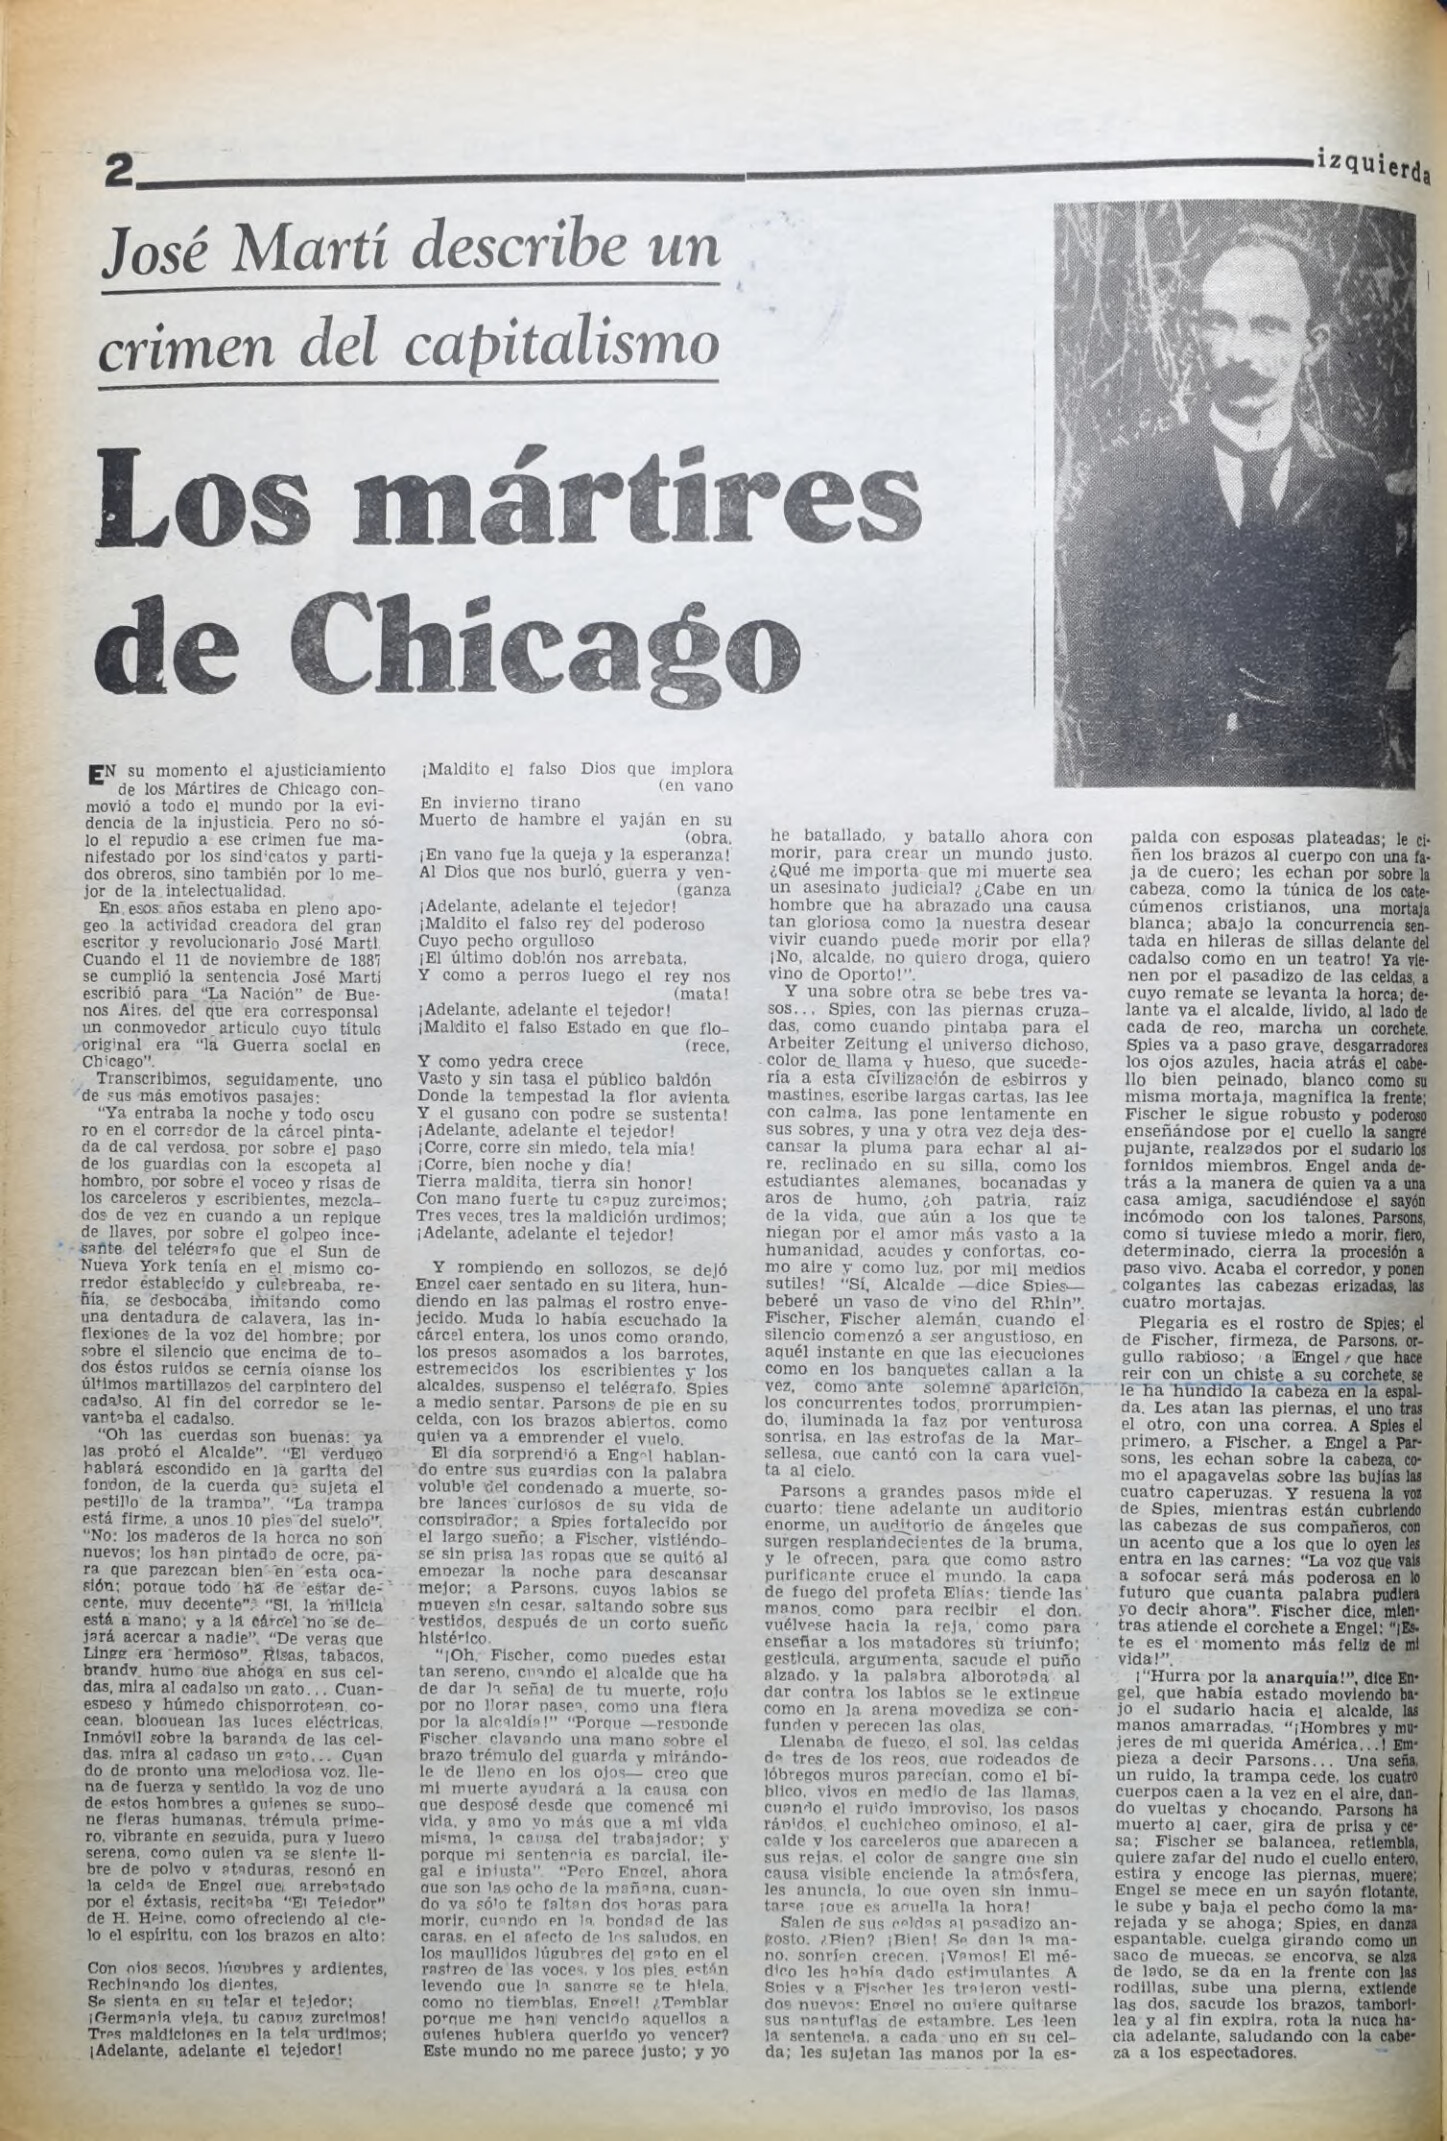 2
izquierda
José Martí describe un
crimen del capitalismo
Los mártires
de Chicago
EN su momento el ajusticiamiento
de los Mártires de Chicago con-
movió a todo el mundo por la evi-
dencia de la injusticia. Pero no só-
lo el repudio a ese crimen fue ma-
nifestado por los sindicatos y parti-
dos obreros, sino también por lo me-
jor de la intelectualidad.
En esos años estaba en pleno apo-
geo la actividad creadora del gran
escritor y revolucionario José Martí.
Cuando el 11 de noviembre de 1887
se cumplió la sentencia José Martí
escribió para "La Nación" de Bue-
nos Aires, del que era corresponsal
un conmovedor artículo cuyo título
original era "la Guerra social en
Chicago".
Transcribimos, seguidamente, uno
de sus más emotivos pasajes:
"Ya entraba la noche y todo oscu
ro en el corredor de la cárcel pinta-
da de cal verdosa, por sobre el paso
de los guardias con la escopeta al
hombro, por sobre el voceo y risas de
los carceleros y escribientes, mezcla-
dos de vez en cuando a un repique
de llaves, por sobre el golpeo ince-
sante del telégrafo que el Sun de
Nueva York tenía en el mismo co-
rredor establecido y culebreaba, re-
ñía, se desbocaba, imitando como
una dentadura de calavera, las in-
flexiones de la voz del hombre; por
sobre el silencio que encima de to-
dos éstos ruidos se cernía oíanse los
últimos martillazos del carpintero del
cadalso. Al fin del corredor se le-
vantaba el cadalso.
"Oh las cuerdas son buenas: ya
las probó el Alcalde". "El verdugo
hablará escondido en la garita del
fondon, de la cuerda que sujeta el
pestillo de la trampa". "La trampa
está firme, a unos 10 pies del suelo".
"No: los maderos de la horca no son
nuevos; los han pintado de ocre, pa-
ra que parezcan bien en esta oca-
sión; porque todo ha de estar de-
cente, muy decente". "Sí, la milicia
está a mano; y a la cárcel no se de-
jará acercar a nadie". "De veras que
Lingg era hermoso". Risas, tabacos,
brandy, humo que ahoga en sus cel-
das, mira al cadalso un gato... Cuan-
espeso y húmedo chisporrotean, co-
cean, bloquean las luces eléctricas.
Inmóvil sobre la baranda de las cel-
das, mira al cadaso un gato... Cuan
do de pronto una melodiosa voz, lle-
na de fuerza y sentido, la voz de uno
de estos hombres a quienes se supo-
ne fieras humanas, trémula prime-
ro, vibrante en seguida, pura y luego
serena, como quien ya se siente li-
bre de polvo y ataduras, resonó en
la celda de Engel que, arrebatado
por el éxtasis, recitaba "El Tejedor"
de H. Heine, como ofreciendo al cie-
lo el espíritu, con los brazos en alto:
Con ojos secos, lúgubres y ardientes,
Rechinando los dientes,
Se sienta en su telar el tejedor:
¡Germania vieja, tu capuz zurcimos!
Tres maldiciones en la tela urdimos;
¡Adelante, adelante el tejedor!
¡Maldito el falso Dios que implora
(en vano
En invierno tirano
Muerto de hambre el yaján en su
(obra,
¡En vano fue la queja y la esperanza!
Al Dios que nos burló, guerra y ven-
(ganza
¡Adelante, adelante el tejedor!
¡Maldito el falso rey del poderoso
Cuyo pecho orgulloso
¡El último doblón nos arrebata,
Y como a perros luego el rey nos
(mata!
¡Adelante, adelante el tejedor!
¡Maldito el falso Estado en que flo-
(rece,
Y como yedra crece
Vasto y sin tasa el público baldón
Donde la tempestad la flor avienta
Y el gusano con podre se sustenta!
¡Adelante, adelante el tejedor!
¡Corre, corre sin miedo, tela mía!
¡Corre, bien noche y día!
Tierra maldita, tierra sin honor!
Con mano fuerte tu capuz zurcimos;
Tres veces, tres la maldición urdimos;
¡Adelante, adelante el tejedor!
Y rompiendo en sollozos, se dejó
Engel caer sentado en su litera, hun-
diendo en las palmas el rostro enve-
jecido. Muda lo había escuchado la
cárcel entera, los unos como orando,
los presos asomados a los barrotes,
estremecidos los escribientes y los
alcaldes, suspenso el telégrafo, Spies
a medio sentar. Parsons de pie en su
celda, con los brazos abiertos, como
quien va a emprender el vuelo.
El día sorprendió a Engel hablan-
do entre sus guardias con la palabra
voluble del condenado a muerte, so-
bre lances curiosos de su vida de
conspirador; a Spies fortalecido por
el largo sueño; a Fischer, vistiéndo-
se sin prisa las ropas que se quitó al
empezar la noche para descansar
mejor; a Parsons, cuyos labios se
mueven sin cesar, saltando sobre sus
vestidos, después de un corto sueño
histérico.
"¡Oh, Fischer, como puedes estar
tan sereno, cuando el alcalde que ha
de dar la señal de tu muerte, rojo
por no llorar pasea, como una fiera
por la alcaldía!" "Porque —responde
Fischer clavando una mano sobre el
brazo trémulo del guarda y mirándo-
le de lleno en los ojos— creo que
mi muerte ayudará a la causa con
que desposé desde que comencé mi
vida, y amo yo más que a mi vida
misma, la causa del trabajador; y
porque mi sentencia es parcial, ile-
gal e injusta". "Pero Engel, ahora
que son las ocho de la mañana, cuan-
do ya sólo te faltan dos horas para
morir, cuando en la bondad de las
caras, en el afecto de los saludos, en
los maullidos lúgubres del gato en el
rastreo de las voces, y los pies, están
leyendo que la sangre se te hiela,
como no tiemblas, Engel! ¿Temblar
porque me han vencido aquellos a
quienes hubiera querido yo vencer?
Este mundo no me parece justo; y yo
he batallado, y batallo ahora con
morir, para crear un mundo justo.
¿Qué me importa que mi muerte sea
un asesinato judicial? ¿Cabe en un
hombre que ha abrazado una causa
tan gloriosa como la nuestra desear
vivir cuando puede morir por ella?
¡No, alcalde, no quiero droga, quiero
vino de Oporto!".
Y una sobre otra se bebe tres va-
sos... Spies, con las piernas cruza-
das, como cuando pintaba para el
Arbeiter Zeitung el universo dichoso,
color de llama y hueso, que sucede-
ría a esta civilización de esbirros y
mastines, escribe largas cartas, las lee
con calma, las pone lentamente en
sus sobres, y una y otra vez deja des-
cansar la pluma para echar al ai-
re, reclinado en su silla, como los
estudiantes alemanes, bocanadas y
aros de humo, ¿oh patria, raíz
de la vida, que aún a los que te
niegan por el amor más vasto a la
humanidad, acudes y confortas, co-
mo aire y como luz, por mil medios
sutiles! "Sí, Alcalde —dice Spies—
beberé un vaso de vino del Rhin".
Fischer, Fischer alemán, cuando el
silencio comenzó a ser angustioso, en
aquél instante en que las ejecuciones
como en los banquetes callan a la
vez, como ante solemne aparición,
los concurrentes todos, prorrumpien-
do, iluminada la faz por venturosa
sonrisa, en las estrofas de la Mar-
sellesa, que cantó con la cara vuel-
ta al cielo.
Parsons a grandes pasos mide el
cuarto: tiene adelante un auditorio
enorme, un auditorio de ángeles que
surgen resplandecientes de la bruma,
y le ofrecen, para que como astro
purificante cruce el mundo, la capa
de fuego del profeta Elías: tiende las
manos, como para recibir el don,
vuélvese hacia la reja, como para
enseñar a los matadores su triunfo;
gesticula, argumenta, sacude el puño
alzado, y la palabra alborotada al
dar contra los labios se le extingue
como en la arena movediza se con-
funden y perecen las olas.
Llenaba de fuego, el sol, las celdas
de tres de los reos, que rodeados de
lóbregos muros parecían, como el bí-
blico, vivos en medio de las llamas,
cuando el ruido improviso, los pasos
rápidos, el cuchicheo ominoso, el al-
calde y los carceleros que aparecen a
sus rejas, el color de sangre que sin
causa visible enciende la atmósfera,
les anuncia, lo que oyen sin inmu-
tarse ¡que es aquella la hora!
Salen de sus celdas al pasadizo an-
gosto. ¿Bien? ¡Bien! Se dan la ma-
no, sonríen crecen. ¡Vamos! El mé-
dico les había dado estimulantes. A
Spies y a Fischer les trajeron vesti-
dos nuevos; Engel no quiere quitarse
sus pantuflas de estambre. Les leen
la sentencia, a cada uno en su cel-
da; les sujetan las manos por la es-
palda con esposas plateadas; le ci-
ñen los brazos al cuerpo con una fa-
ja de cuero; les echan por sobre la
cabeza, como la túnica de los cate-
cúmenos cristianos, una mortaja
blanca; abajo la concurrencia sen-
tada en hileras de sillas delante del
cadalso como en un teatro! Ya vie-
nen por el pasadizo de las celdas, a
cuyo remate se levanta la horca; de-
lante va el alcalde, lívido, al lado de
cada de reo, marcha un corchete.
Spies va a paso grave, desgarradores
los ojos azules, hacia atrás el cabe-
llo bien peinado, blanco como su
misma mortaja, magnífica la frente;
Fischer le sigue robusto y poderoso
enseñándose por el cuello la sangre
pujante, realzados por el sudario los
fornidos miembros. Engel anda de-
trás a la manera de quien va a una
casa amiga, sacudiéndose el sayón
incómodo con los talones. Parsons,
como si tuviese miedo a morir, fiero,
determinado, cierra la procesión a
paso vivo. Acaba el corredor, y ponen
colgantes las cabezas erizadas, las
cuatro mortajas.
Plegaria es el rostro de Spies; el
de Fischer, firmeza, de Parsons, or-
gullo rabioso; a Engel que hace
reir con un chiste a su corchete, se
le ha hundido la cabeza en la espal-
da. Les atan las piernas, el uno tras
el otro, con una correa. A Spies el
primero, a Fischer, a Engel a Par-
sons, les echan sobre la cabeza, co-
mo el apagavelas sobre las bujías las
cuatro caperuzas. Y resuena la voz
de Spies, mientras están cubriendo
las cabezas de sus compañeros, con
un acento que a los que lo oyen les
entra en las carnes: "La voz que vais
a sofocar será más poderosa en lo
futuro que cuanta palabra pudiera
yo decir ahora". Fischer dice, mien-
tras atiende el corchete a Engel: "¡Es-
te es el momento más feliz de mi
vida!".
¡"Hurra por la anarquía!", dice En-
gel, que había estado moviendo ba-
jo el sudario hacia el alcalde, las
manos amarradas. "¡Hombres y mu-
jeres de mi querida América...! Em-
pieza a decir Parsons... Una seña,
un ruido, la trampa cede, los cuatro
cuerpos caen a la vez en el aire, dan-
do vueltas y chocando. Parsons ha
muerto al caer, gira de prisa y ce-
sa; Fischer se balancea, retiembla,
quiere zafar del nudo el cuello entero,
estira y encoge las piernas, muere;
Engel se mece en un sayón flotante,
le sube y baja el pecho como la ma-
rejada y se ahoga; Spies, en danza
espantable, cuelga girando como un
saco de muecas, se encorva, se alza
de lado, se da en la frente con las
rodillas, sube una pierna, extiende
las dos, sacude los brazos, tambori-
lea y al fin expira, rota la nuca ha-
cia adelante, saludando con la cabe-
za a los espectadores.